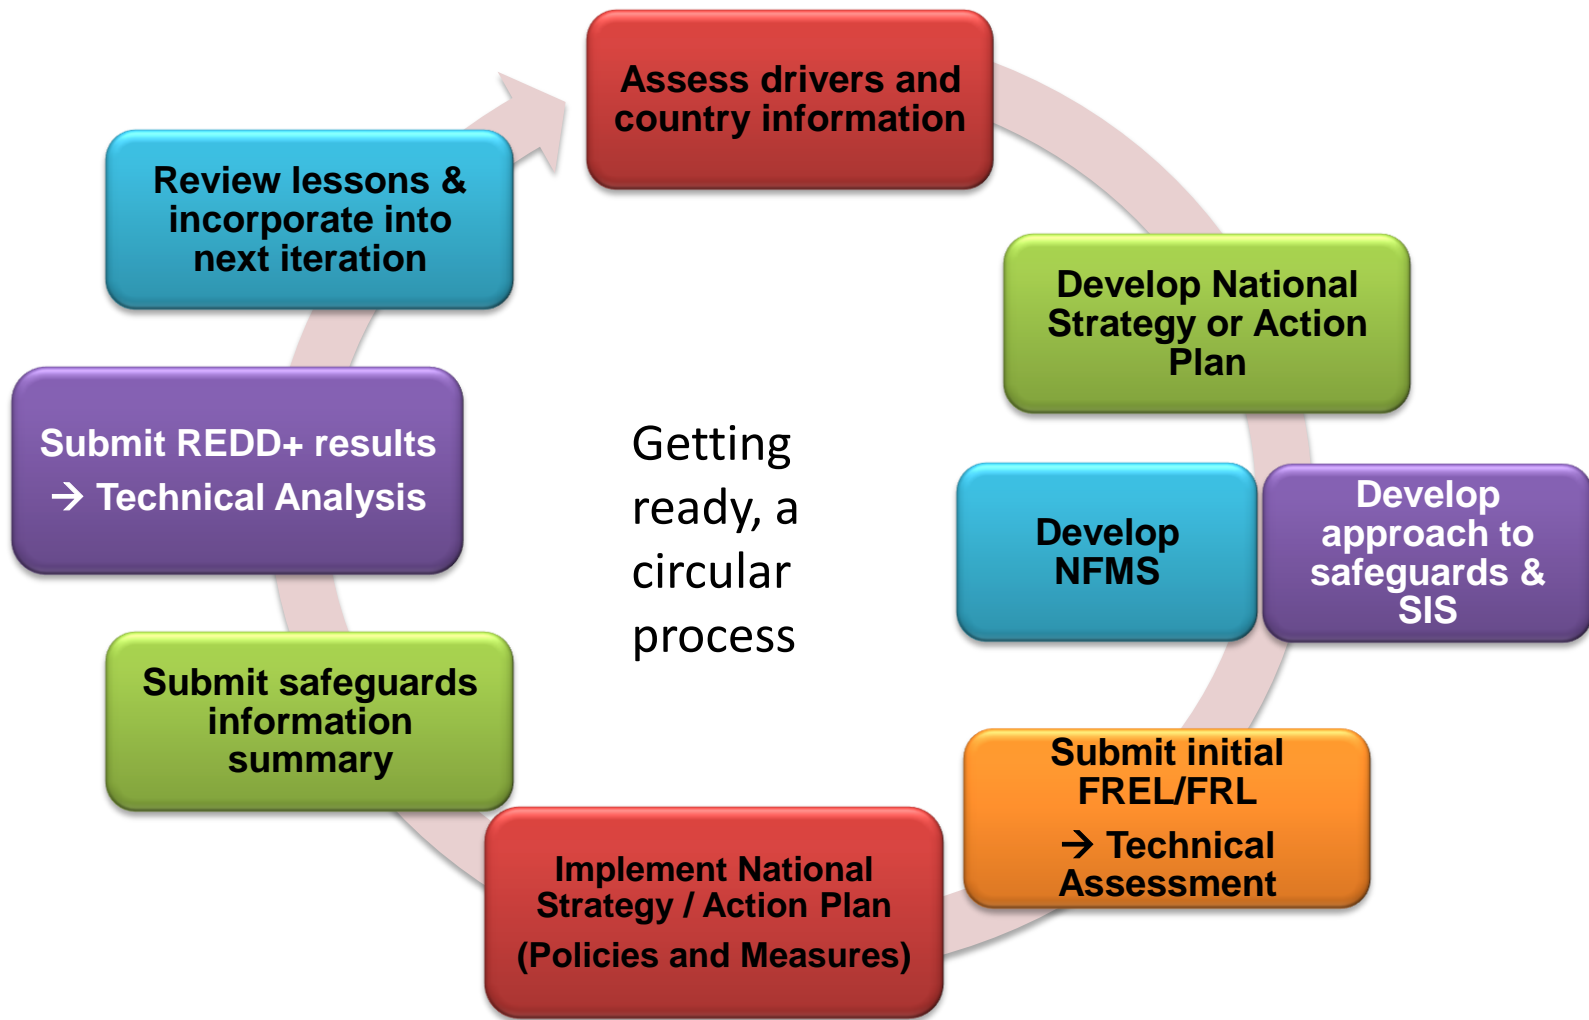 Assess drivers and
country information
Develop National
Strategy or Action
Plan
Develop
NFMS
Develop
approach to
safeguards &
SIS
Submit initial
FREL/FRL
→ Technical
Assessment
Implement National
Strategy / Action Plan
(Policies and Measures)
Submit safeguards
information
summary
Submit REDD+ results
→ Technical Analysis
Review lessons &
incorporate into
next iteration
Getting
ready, a
circular
process